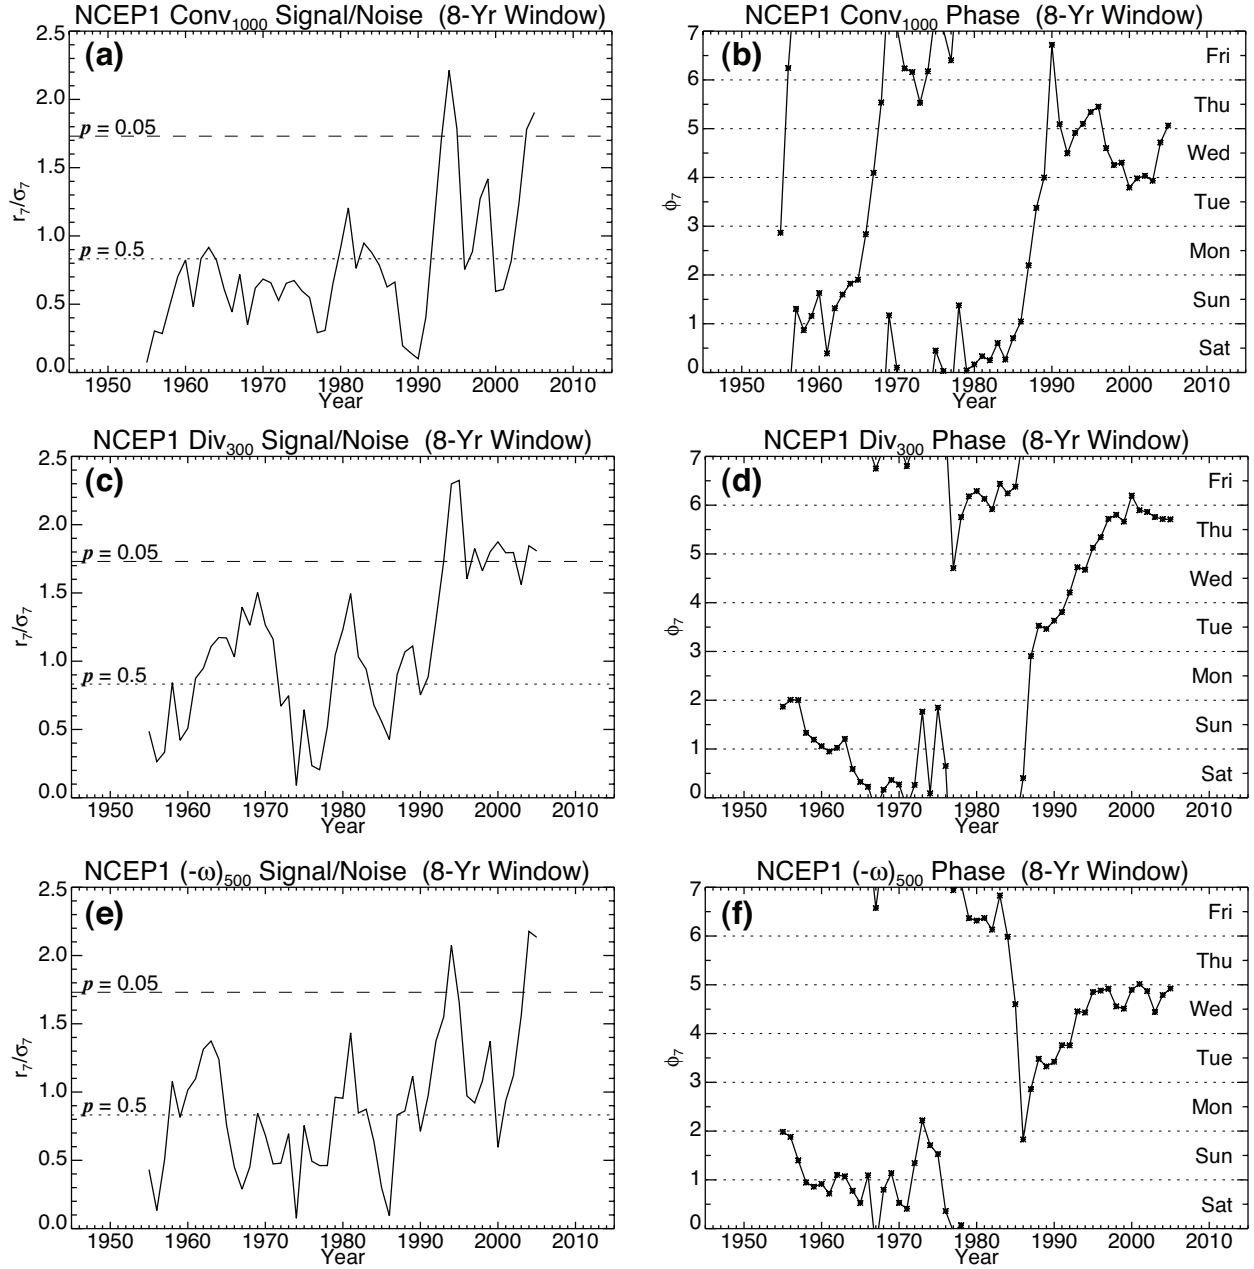 NCEP1 Conv1000 Signal/Noise (8-Yr Window)
(a)
2.5
2.0
1.5
1.0
0.5
0.0
p = 0.05
p = 0.5
r7/σ7
1950 1960 1970 1980 1990 2000 2010
Year
NCEP1 Conv1000 Phase (8-Yr Window)
(b)
7
6
5
4
3
2
1
0
Fri
Thu
Wed
Tue
Mon
Sun
Sat
ϕ7
1950 1960 1970 1980 1990 2000 2010
Year
NCEP1 Div300 Signal/Noise (8-Yr Window)
(c)
2.5
2.0
1.5
1.0
0.5
0.0
p = 0.05
p = 0.5
r7/σ7
1950 1960 1970 1980 1990 2000 2010
Year
NCEP1 Div300 Phase (8-Yr Window)
(d)
7
6
5
4
3
2
1
0
Fri
Thu
Wed
Tue
Mon
Sun
Sat
ϕ7
1950 1960 1970 1980 1990 2000 2010
Year
NCEP1 (-ω)500 Signal/Noise (8-Yr Window)
(e)
2.5
2.0
1.5
1.0
0.5
0.0
p = 0.05
p = 0.5
r7/σ7
1950 1960 1970 1980 1990 2000 2010
Year
NCEP1 (-ω)500 Phase (8-Yr Window)
(f)
7
6
5
4
3
2
1
0
Fri
Thu
Wed
Tue
Mon
Sun
Sat
ϕ7
1950 1960 1970 1980 1990 2000 2010
Year